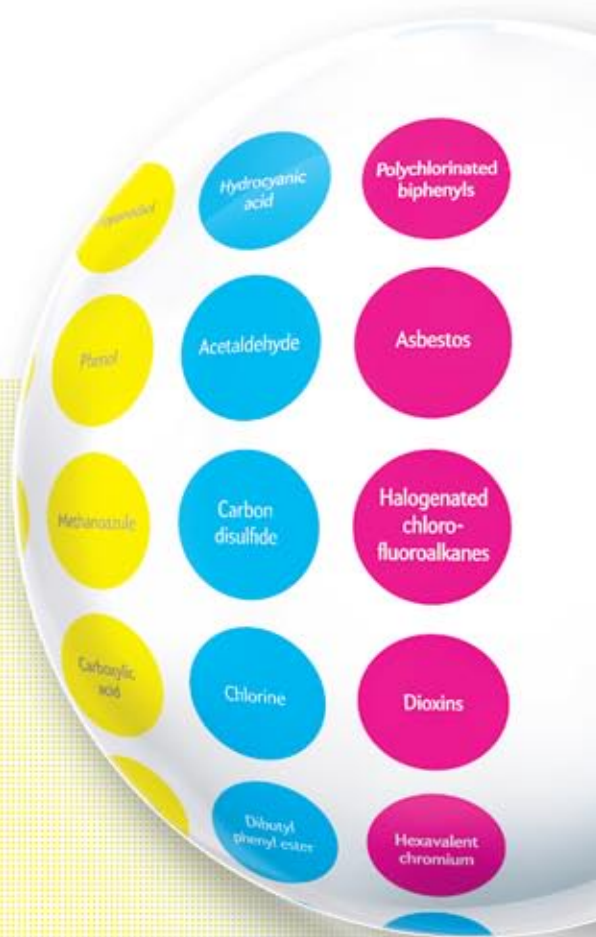 Hydrocyanic
acid
Polychlorinated
biphenyls
Phenol
Acetaldehyde
Asbestos
Methanoazule
Carbon
disulfide
Halogenated
chloro-
fluoroalkanes
Carboxylic
acid
Chlorine
Dioxins
Dibutyl
phenyl ester
Hexavalent
chromium